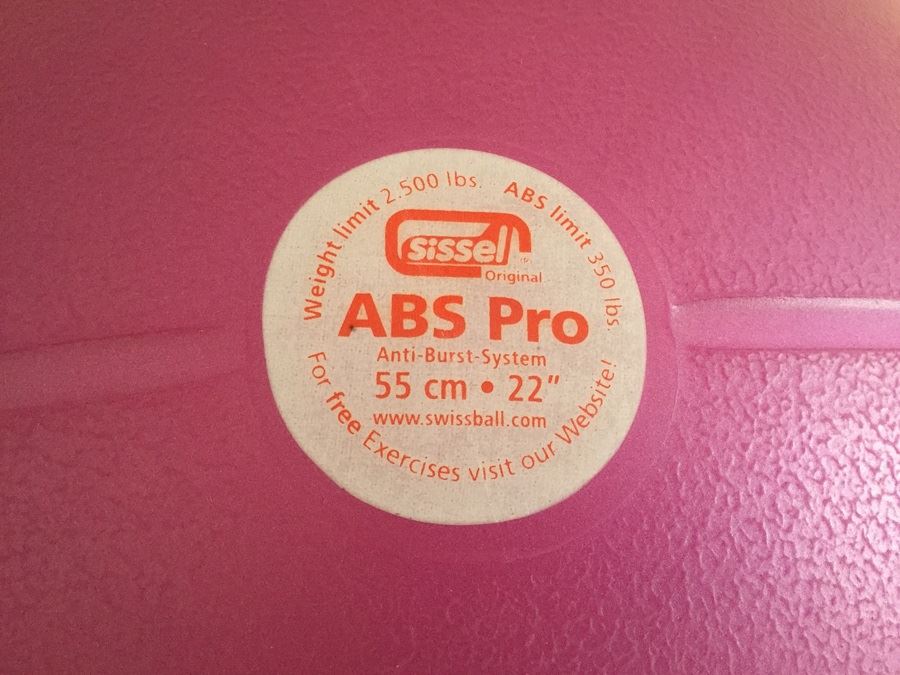 Weight limit 2.500 lbs. ABS limit 350 lbs.
sissel®
Original
ABS Pro
Anti-Burst-System
55 cm • 22"
www.swissball.com
For free Exercises visit our Website!